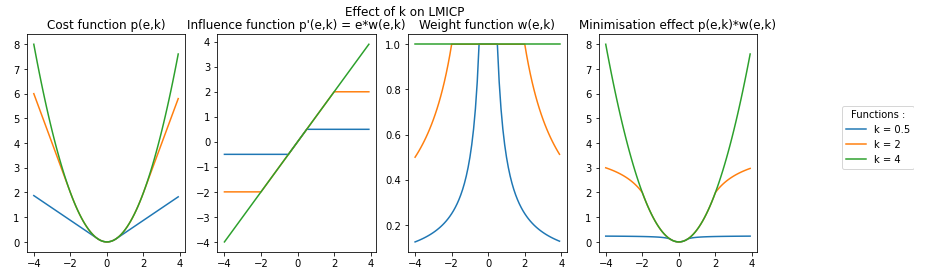 Effect of k on LMICP
Cost function p(e,k)
Influence function p'(e,k) = e*w(e,k)
Weight function w(e,k)
Minimisation effect p(e,k)*w(e,k)
8
7
6
5
4
3
2
1
0
−4 −2 0 2 4
4
3
2
1
0
−1
−2
−3
−4
−4 −2 0 2 4
1.0
0.8
0.6
0.4
0.2
−4 −2 0 2 4
8
7
6
5
4
3
2
1
0
−4 −2 0 2 4
Functions :
k = 0.5
k = 2
k = 4